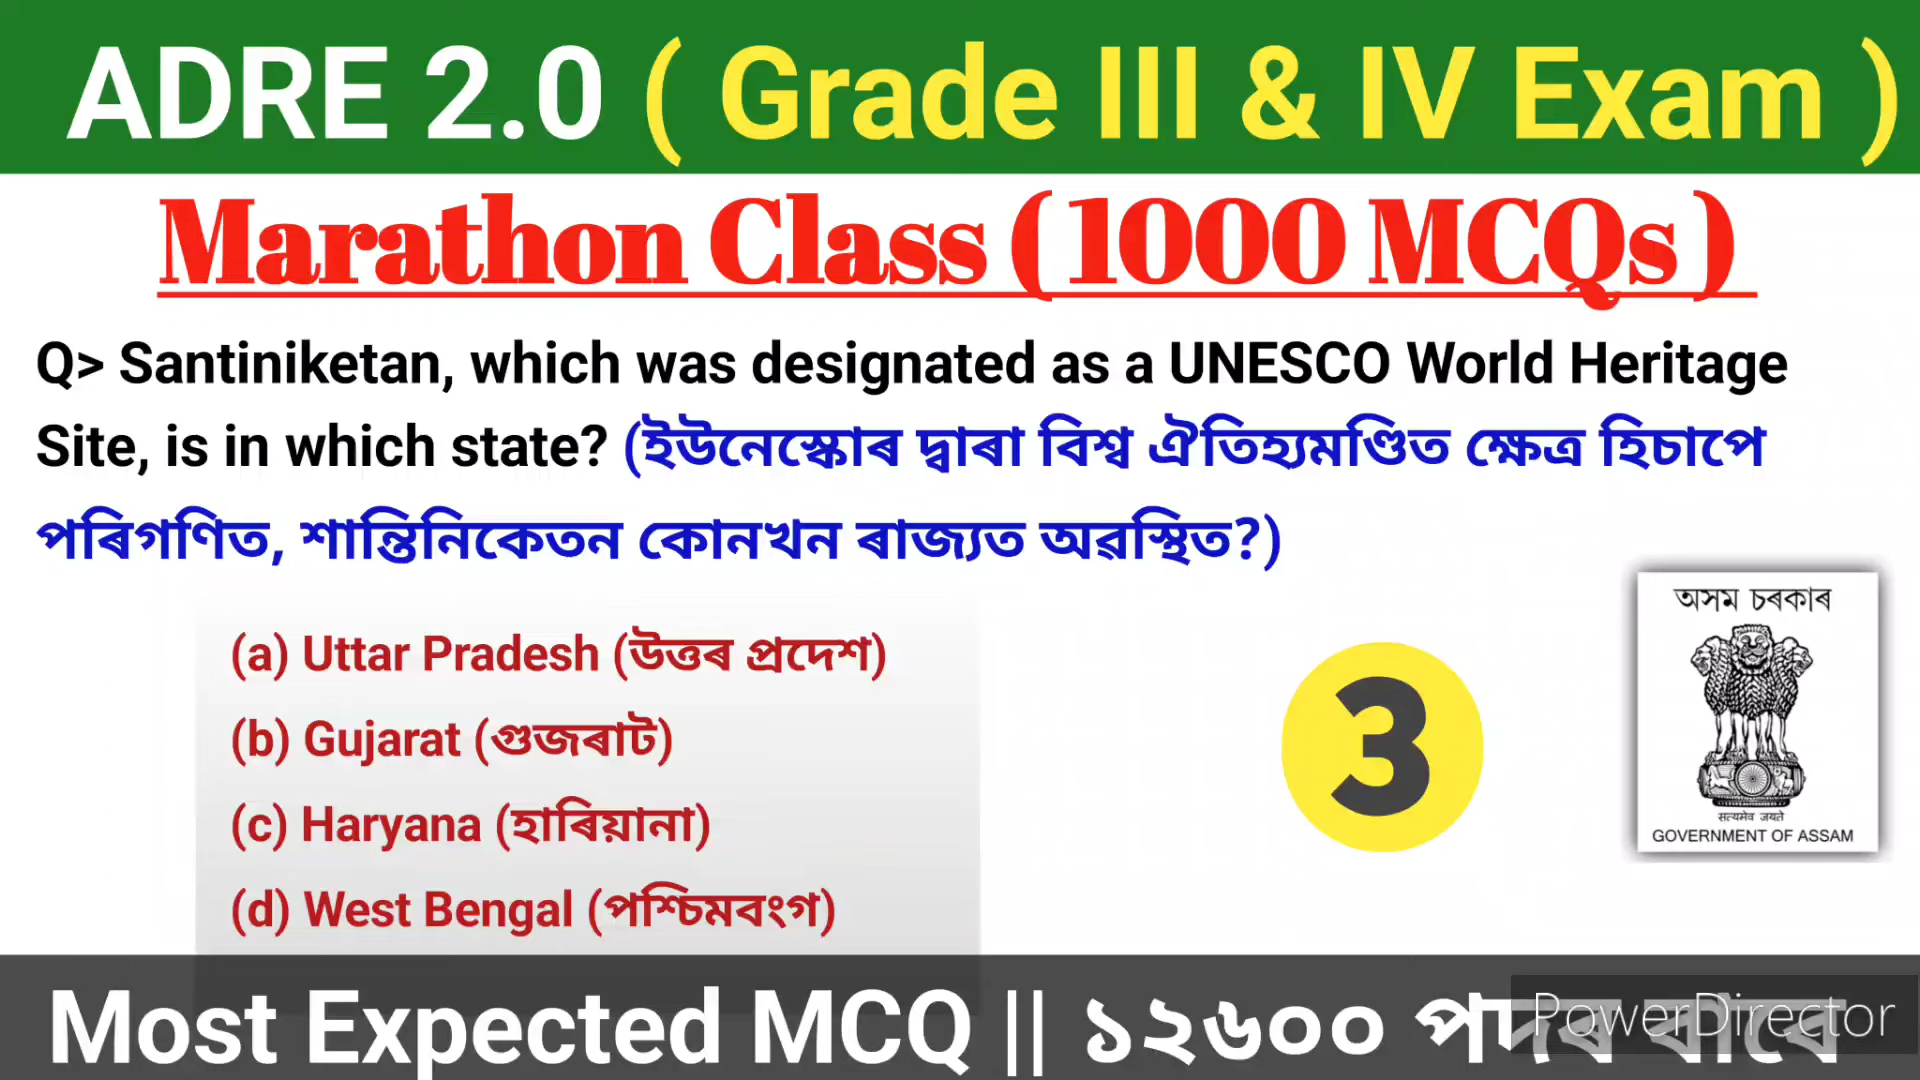 ADRE 2.0 ( Grade III & IV Exam )
Marathon Class (1000 MCQs)
Q> Santiniketan, which was designated as a UNESCO World Heritage
Site, is in which state? (ইউনেস্কোৰ দ্বাৰা বিশ্ব ঐতিহ্যমণ্ডিত ক্ষেত্ৰ হিচাপে
পৰিগণিত, শান্তিনিকেতন কোনখন ৰাজ্যত অৱস্থিত?)
(a) Uttar Pradesh (উত্তৰ প্ৰদেশ)
(b) Gujarat (গুজৰাট)
(c) Haryana (হাৰিয়ানা)
(d) West Bengal (পশ্চিমবংগ)
3
অসম চৰকাৰ
सत्यमेव जयते
GOVERNMENT OF ASSAM
Most Expected MCQ || ১২৬০০ পদৰ বাবে
PowerDirector